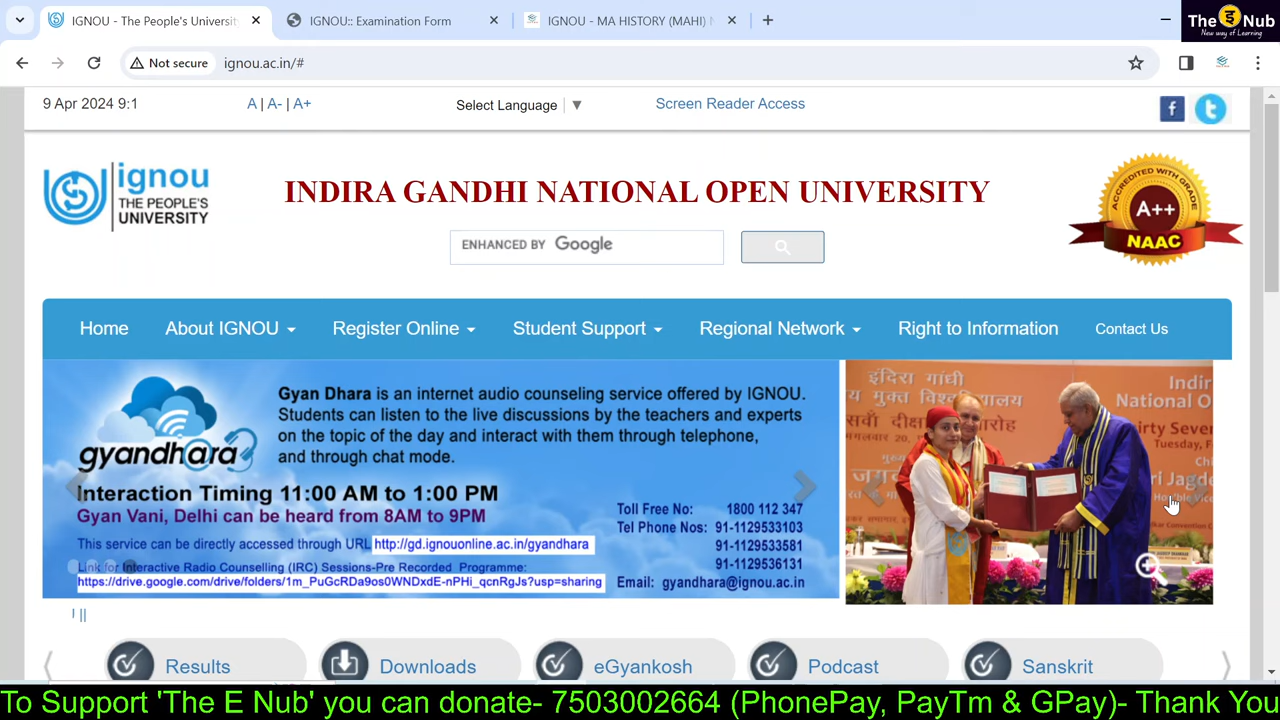 IGNOU - The People's University
IGNOU:: Examination Form
IGNOU - MA HISTORY (MAHI)
The ई Nub
New way of Learning
Not secure
ignou.ac.in/#
9 Apr 2024 9:1
A | A- | A+
Select Language ▼
Screen Reader Access
ignou
THE PEOPLE'S
UNIVERSITY
INDIRA GANDHI NATIONAL OPEN UNIVERSITY
ENHANCED BY Google
ACCREDITED WITH GRADE
A++
NAAC
Home
About IGNOU
Register Online
Student Support
Regional Network
Right to Information
Contact Us
gyandhara
Gyan Dhara is an internet audio counseling service offered by IGNOU.
Students can listen to the live discussions by the teachers and experts
on the topic of the day and interact with them through telephone,
and through chat mode.
Interaction Timing 11:00 AM to 1:00 PM
Gyan Vani, Delhi can be heard from 8AM to 9PM
This service can be directly accessed through URL http://gd.ignouonline.ac.in/gyandhara
Link for Interactive Radio Counselling (IRC) Sessions-Pre Recorded Programme:
https://drive.google.com/drive/folders/1m_PuGcRDa9os0WNDxdE-nPHi_qcnRgJs?usp=sharing
Toll Free No: 1800 112 347
Tel Phone Nos: 91-1129533103
91-1129533581
91-1129536131
Email: gyandhara@ignou.ac.in
इंदिरा गांधी
मुक्त विश्वविद्यालय
Indir
National O
Thirty Seven
Tuesday, F
Results
Downloads
eGyankosh
Podcast
Sanskrit
To Support 'The E Nub' you can donate- 7503002664 (PhonePay, PayTm & GPay)- Thank You